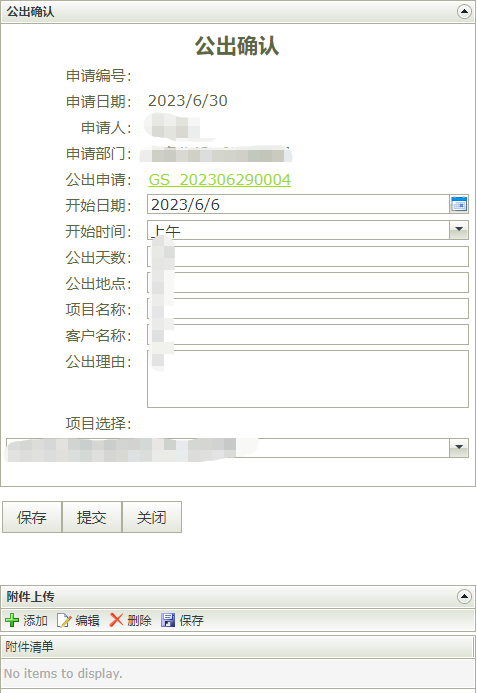 公出确认
公出确认
申请编号:
申请日期: 2023/6/30
申请人:
申请部门:
公出申请: GS_202306290004
开始日期: 2023/6/6
开始时间: 上午
公出天数:
公出地点:
项目名称:
客户名称:
公出理由:
项目选择:
保存 提交 关闭
附件上传
添加 编辑 删除 保存
附件清单
No items to display.